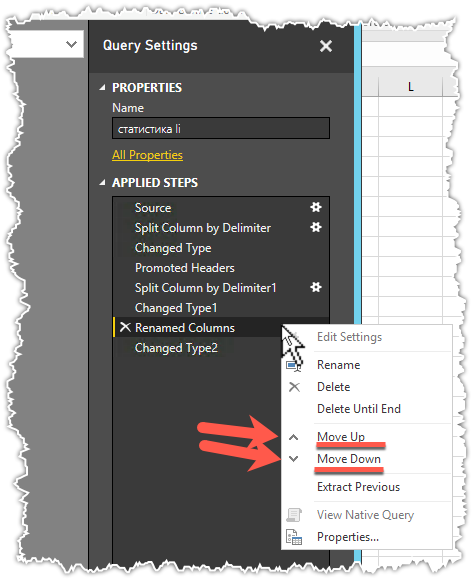 Query Settings
PROPERTIES
Name
статистика li
All Properties
APPLIED STEPS
Source
Split Column by Delimiter
Changed Type
Promoted Headers
Split Column by Delimiter1
Changed Type1
Renamed Columns
Changed Type2
L
Edit Settings
Rename
Delete
Delete Until End
Move Up
Move Down
Extract Previous
View Native Query
Properties...